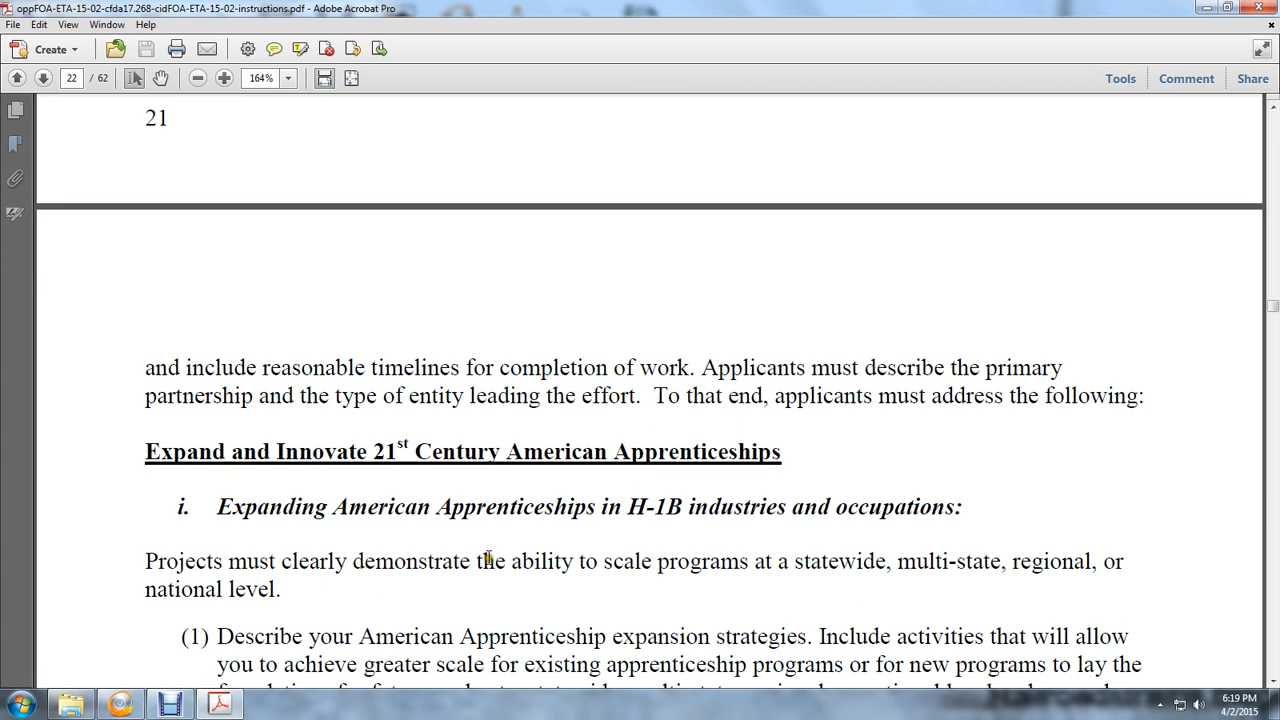 oppFOA-ETA-15-02-cfda17.268-cidFOA-ETA-15-02-instructions.pdf - Adobe Acrobat Pro
File Edit View Window Help
Create
22 / 62 164% Tools Comment Share
21
and include reasonable timelines for completion of work. Applicants must describe the primary
partnership and the type of entity leading the effort. To that end, applicants must address the following:
Expand and Innovate 21st Century American Apprenticeships
i. Expanding American Apprenticeships in H-1B industries and occupations:
Projects must clearly demonstrate the ability to scale programs at a statewide, multi-state, regional, or
national level.
(1) Describe your American Apprenticeship expansion strategies. Include activities that will allow
you to achieve greater scale for existing apprenticeship programs or for new programs to lay the
6:19 PM
4/2/2015